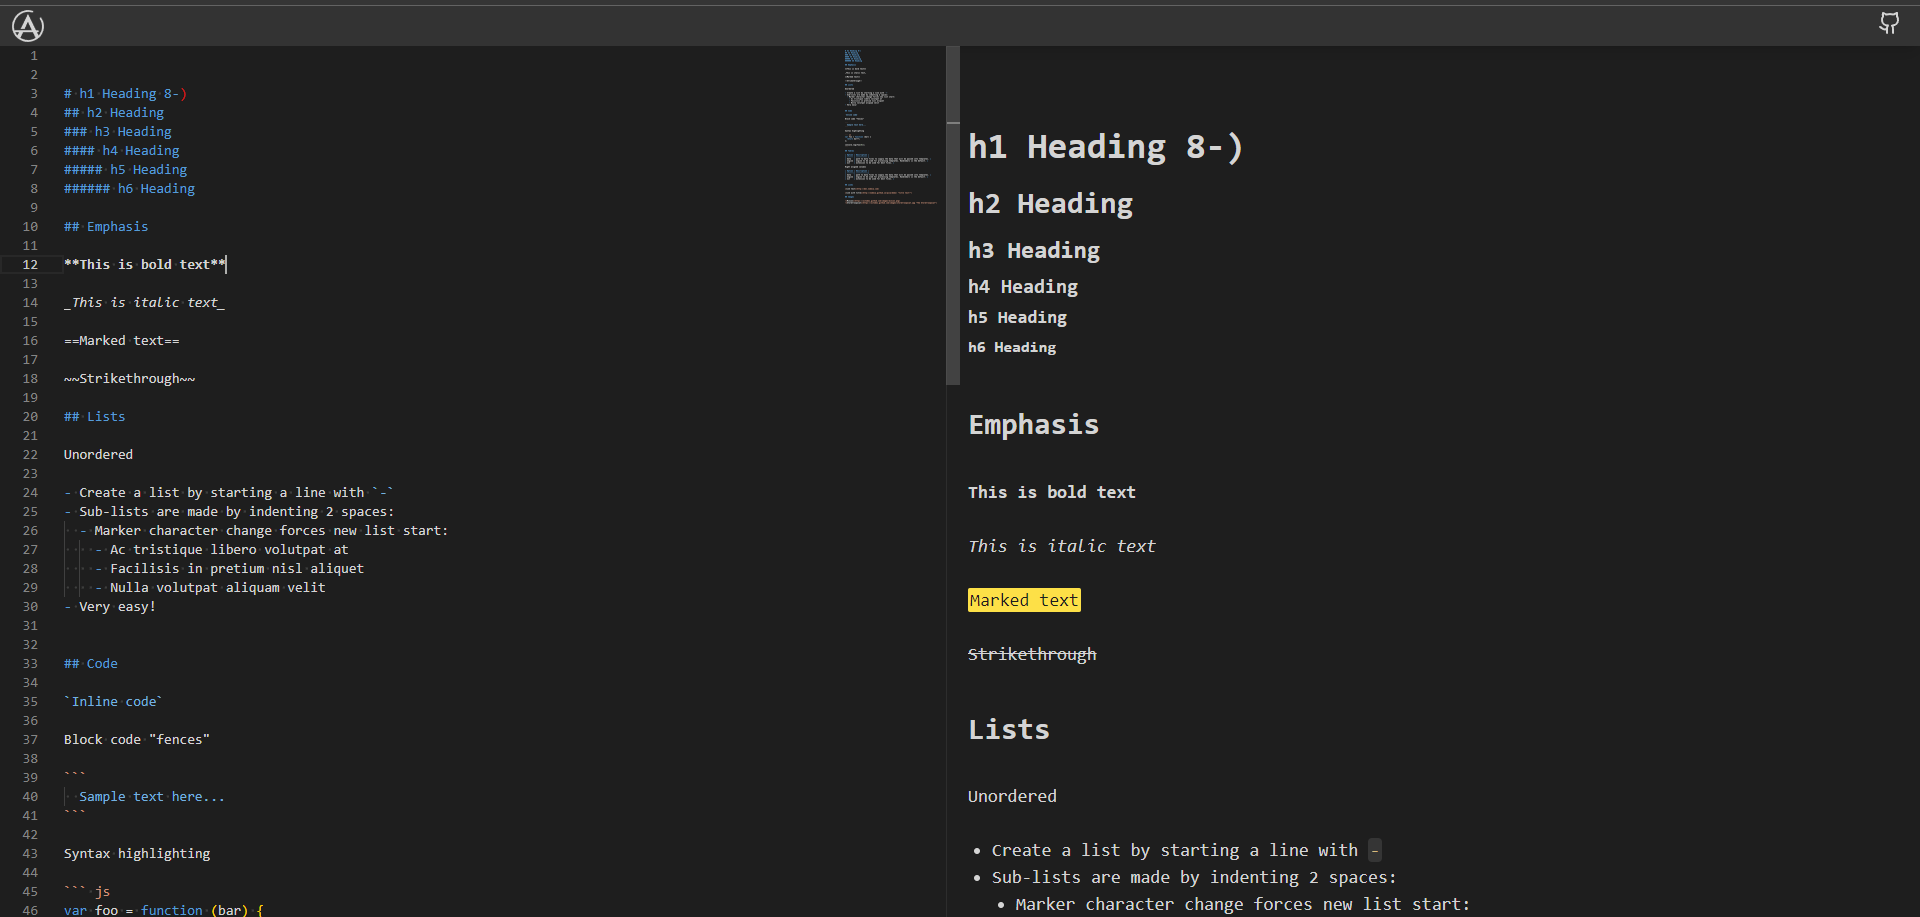 1
2
3 # h1 Heading 8-)
4 ## h2 Heading
5 ### h3 Heading
6 #### h4 Heading
7 ##### h5 Heading
8 ###### h6 Heading
9
10 ## Emphasis
11
12 **This is bold text**
13
14 _This is italic text_
15
16 ==Marked text==
17
18 ~~Strikethrough~~
19
20 ## Lists
21
22 Unordered
23
24 - Create a list by starting a line with `-`
25 - Sub-lists are made by indenting 2 spaces:
26   - Marker character change forces new list start:
27     - Ac tristique libero volutpat at
28     - Facilisis in pretium nisl aliquet
29     - Nulla volutpat aliquam velit
30 - Very easy!
31
32
33 ## Code
34
35 `Inline code`
36
37 Block code "fences"
38
39 ```
40   Sample text here...
41 ```
42
43 Syntax highlighting
44
45 ``` js
46 var foo = function (bar) {
h1 Heading 8-)
h2 Heading
h3 Heading
h4 Heading
h5 Heading
h6 Heading
Emphasis
This is bold text
This is italic text
Marked text
Strikethrough
Lists
Unordered
• Create a list by starting a line with -
• Sub-lists are made by indenting 2 spaces:
• Marker character change forces new list start: